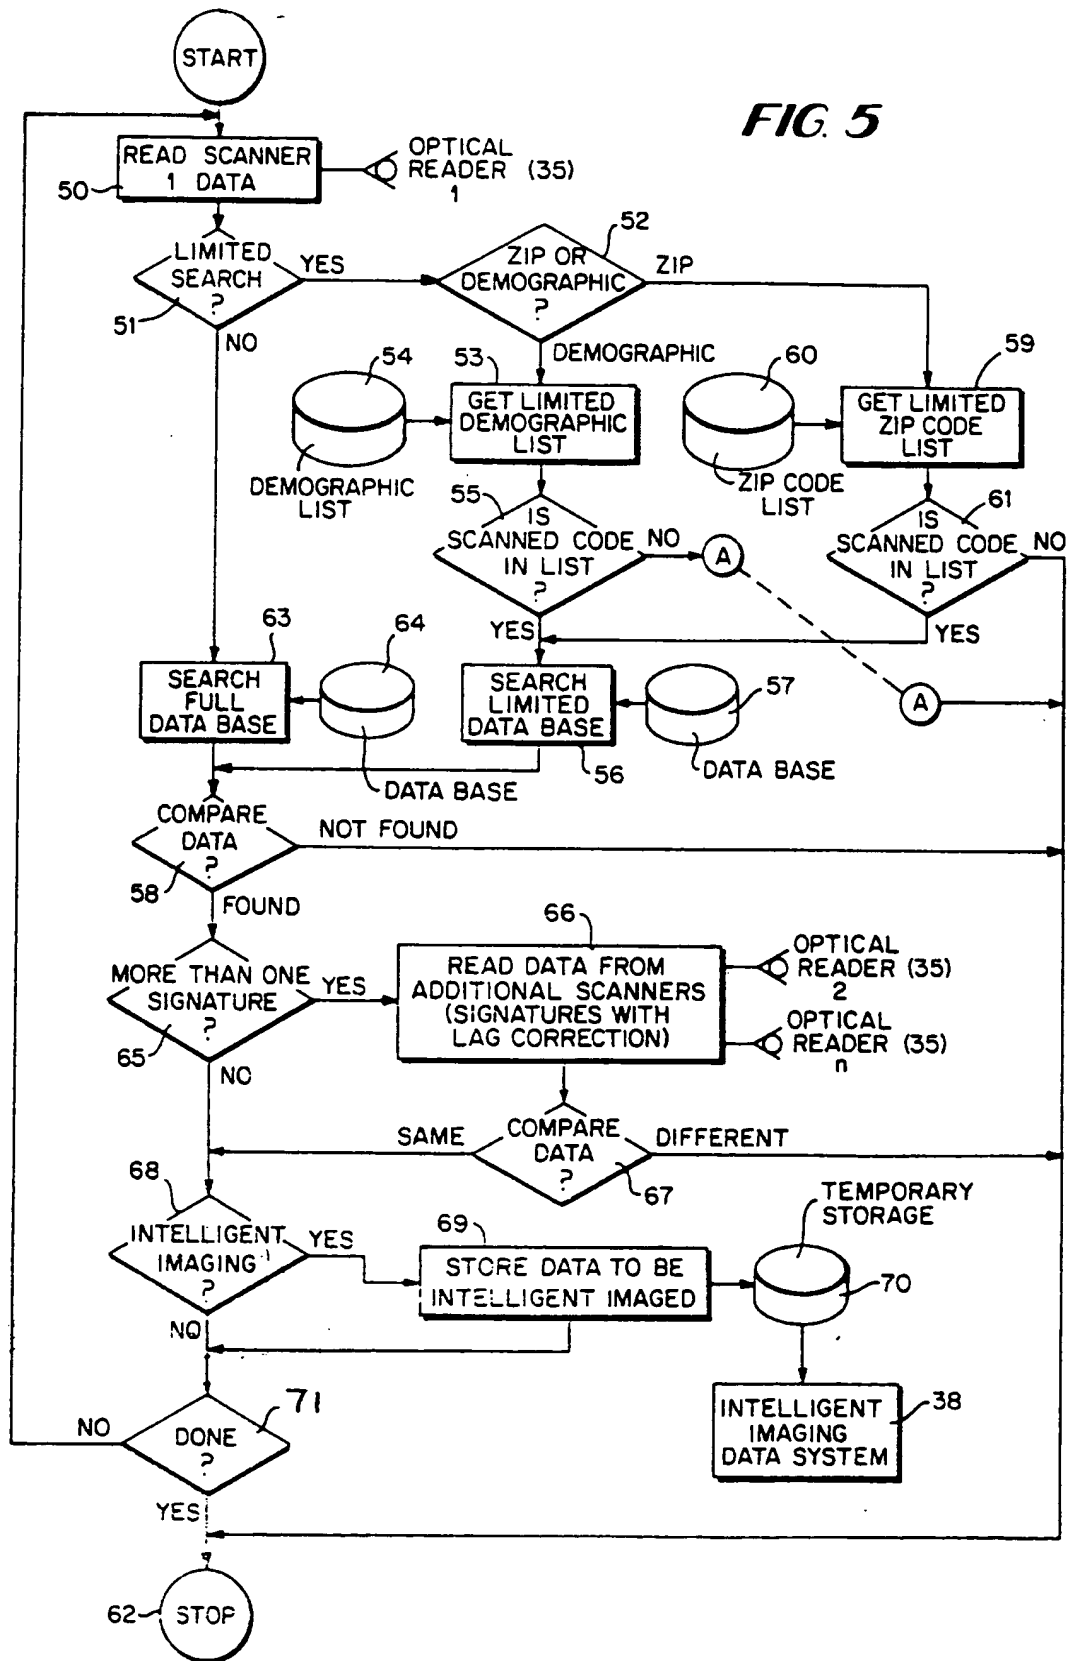 START
FIG. 5
READ SCANNER
1 DATA
50
OPTICAL
READER (35)
1
LIMITED
SEARCH
?
51
YES
NO
52
ZIP OR
DEMOGRAPHIC
?
ZIP
DEMOGRAPHIC
54
53
GET LIMITED
DEMOGRAPHIC
LIST
DEMOGRAPHIC
LIST
60
59
GET LIMITED
ZIP CODE
LIST
ZIP CODE
LIST
55
IS
SCANNED CODE
IN LIST
?
NO
A
YES
61
IS
SCANNED CODE
IN LIST
?
NO
YES
A
63
SEARCH
FULL
DATA BASE
64
DATA BASE
SEARCH
LIMITED
DATA BASE
56
57
DATA BASE
COMPARE
DATA
?
58
NOT FOUND
FOUND
MORE THAN ONE
SIGNATURE
?
65
YES
NO
66
READ DATA FROM
ADDITIONAL SCANNERS
(SIGNATURES WITH
LAG CORRECTION)
OPTICAL
READER (35)
2
OPTICAL
READER (35)
n
SAME
COMPARE
DATA
?
67
DIFFERENT
68
INTELLIGENT
IMAGING
?
YES
NO
69
STORE DATA TO BE
INTELLIGENT IMAGED
TEMPORARY
STORAGE
70
INTELLIGENT
IMAGING
DATA SYSTEM
38
71
DONE
?
NO
YES
62
STOP